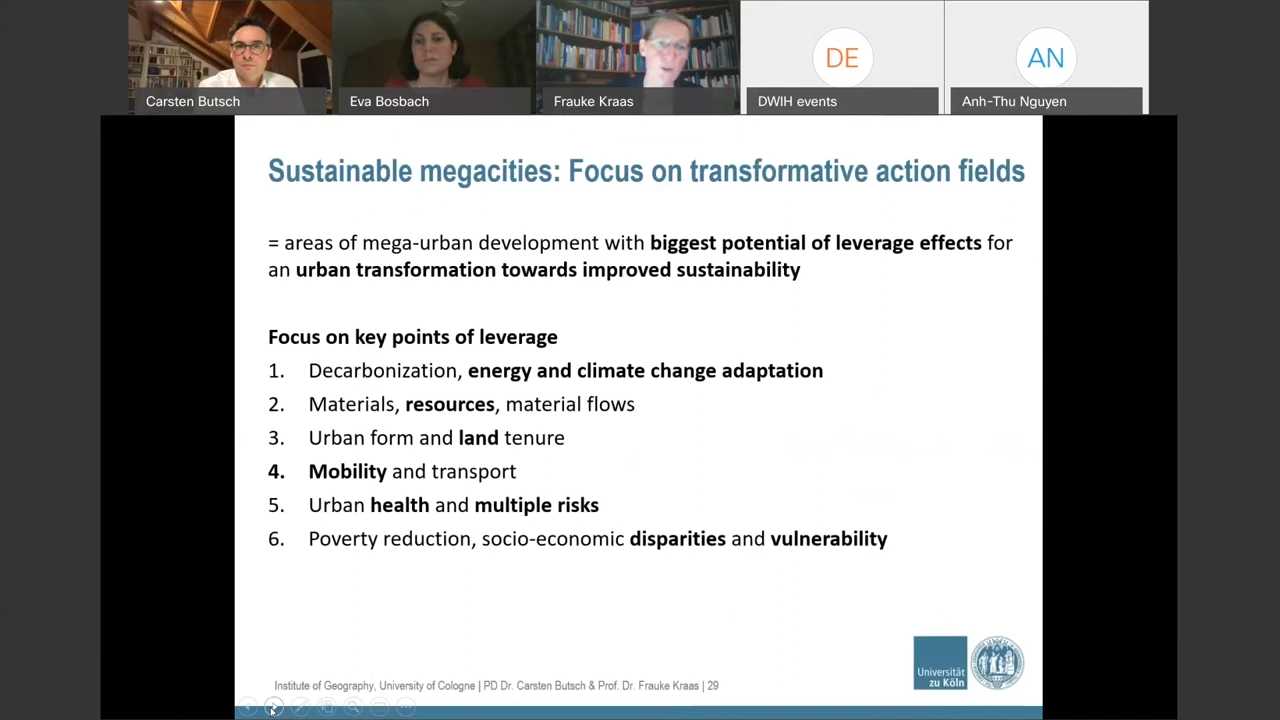 DE
AN
Carsten Butsch
Eva Bosbach
Frauke Kraas
DWIH events
Anh-Thu Nguyen
Sustainable megacities: Focus on transformative action fields
= areas of mega-urban development with biggest potential of leverage effects for
an urban transformation towards improved sustainability
Focus on key points of leverage
1. Decarbonization, energy and climate change adaptation
2. Materials, resources, material flows
3. Urban form and land tenure
4. Mobility and transport
5. Urban health and multiple risks
6. Poverty reduction, socio-economic disparities and vulnerability
Universität
zu Köln
Institute of Geography, University of Cologne | PD Dr. Carsten Butsch & Prof. Dr. Frauke Kraas | 29